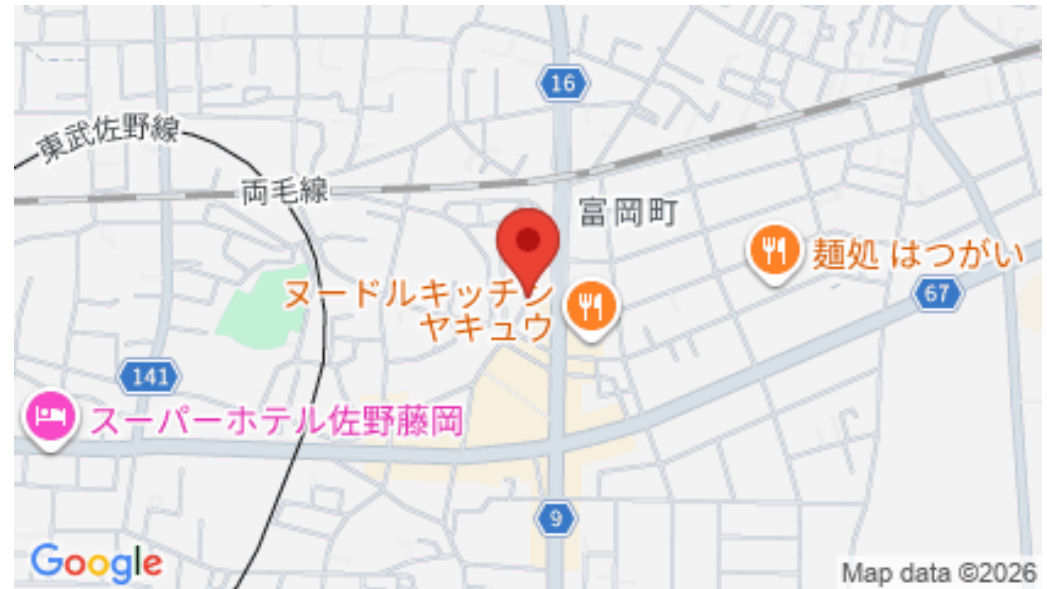 16
東武佐野線
両毛線
富岡町
麺処 はつがい
ヌードルキッチン
ヤキュウ
67
141
スーパーホテル佐野藤岡
9
Google
Map data ©2026